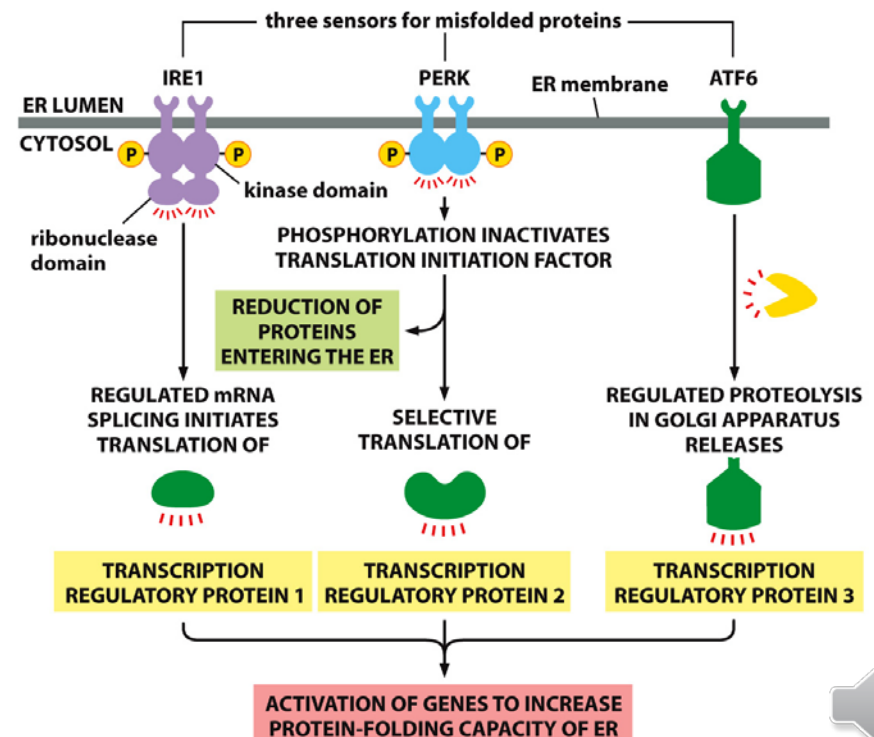 three sensors for misfolded proteins
IRE1
PERK
ATF6
ER membrane
ER LUMEN
CYTOSOL
P
P
P
P
kinase domain
ribonuclease
domain
PHOSPHORYLATION INACTIVATES
TRANSLATION INITIATION FACTOR
REDUCTION OF
PROTEINS
ENTERING THE ER
REGULATED mRNA
SPLICING INITIATES
TRANSLATION OF
SELECTIVE
TRANSLATION OF
REGULATED PROTEOLYSIS
IN GOLGI APPARATUS
RELEASES
TRANSCRIPTION
REGULATORY PROTEIN 1
TRANSCRIPTION
REGULATORY PROTEIN 2
TRANSCRIPTION
REGULATORY PROTEIN 3
ACTIVATION OF GENES TO INCREASE
PROTEIN-FOLDING CAPACITY OF ER